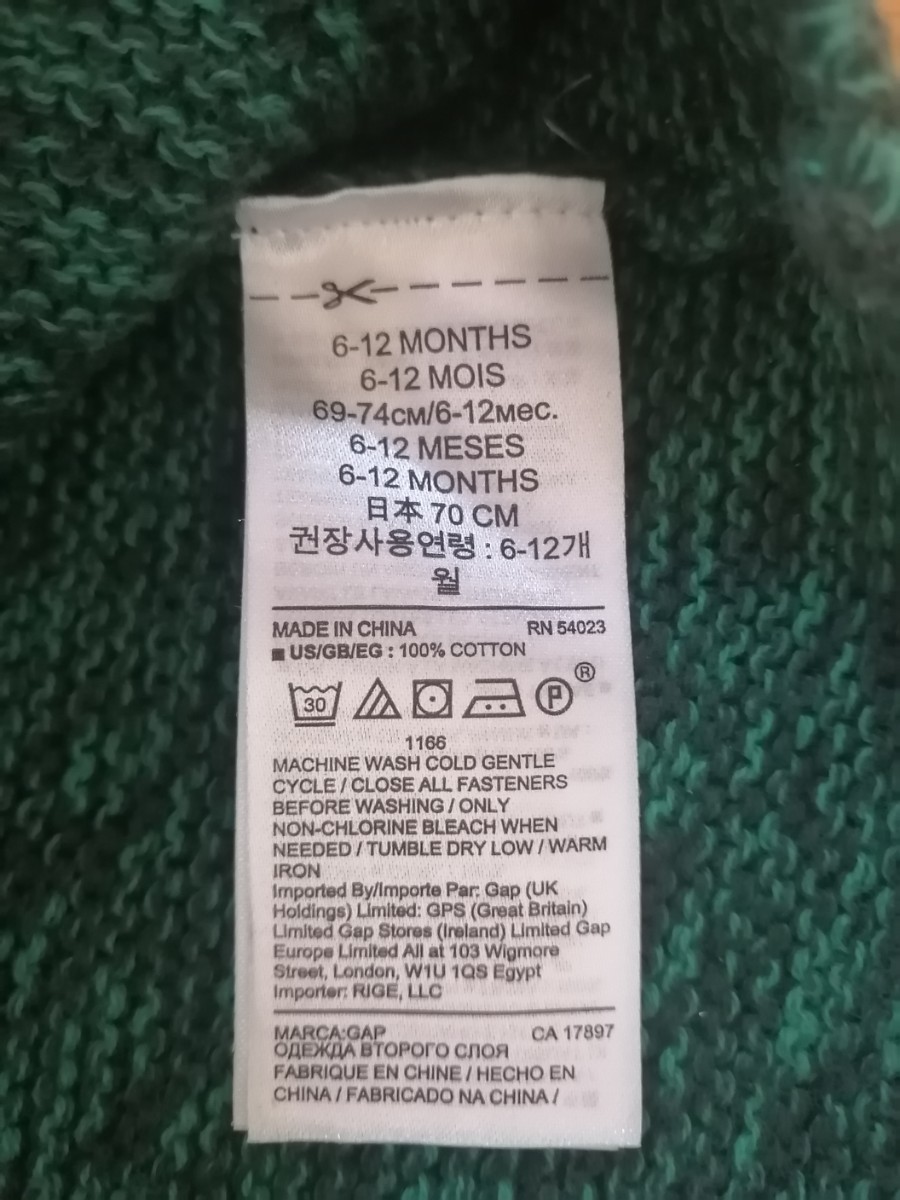 6-12 MONTHS
6-12 MOIS
69-74см/6-12мес.
6-12 MESES
6-12 MONTHS
日本 70 CM
권장사용연령 : 6-12개
월
MADE IN CHINA RN 54023
■ US/GB/EG : 100% COTTON
30 P ®
1166
MACHINE WASH COLD GENTLE
CYCLE / CLOSE ALL FASTENERS
BEFORE WASHING / ONLY
NON-CHLORINE BLEACH WHEN
NEEDED / TUMBLE DRY LOW / WARM
IRON
Imported By/Importe Par: Gap (UK
Holdings) Limited: GPS (Great Britain)
Limited Gap Stores (Ireland) Limited Gap
Europe Limited All at 103 Wigmore
Street, London, W1U 1QS Egypt
Importer: RIGE, LLC
MARCA:GAP CA 17897
ОДЕЖДА ВТОРОГО СЛОЯ
FABRIQUE EN CHINE / HECHO EN
CHINA / FABRICADO NA CHINA /